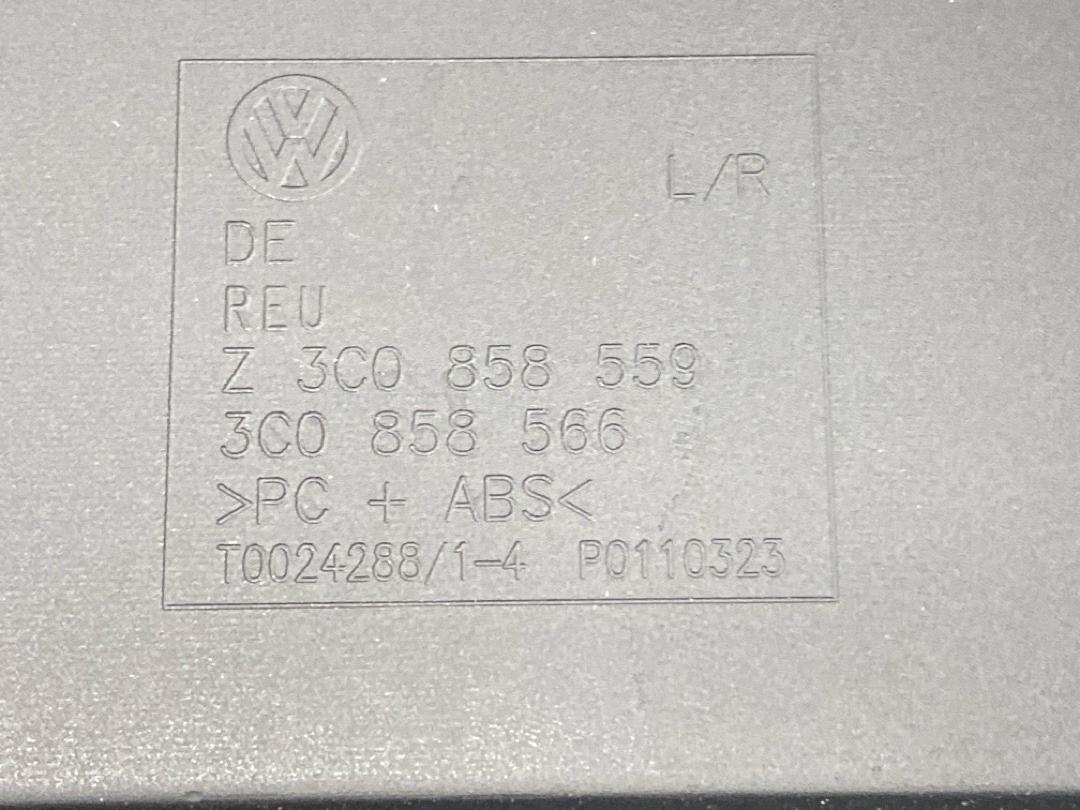 L/R
DE
REU
Z 3C0 858 559
3C0 858 566
>PC + ABS<
T0024288/1-4 P0110323